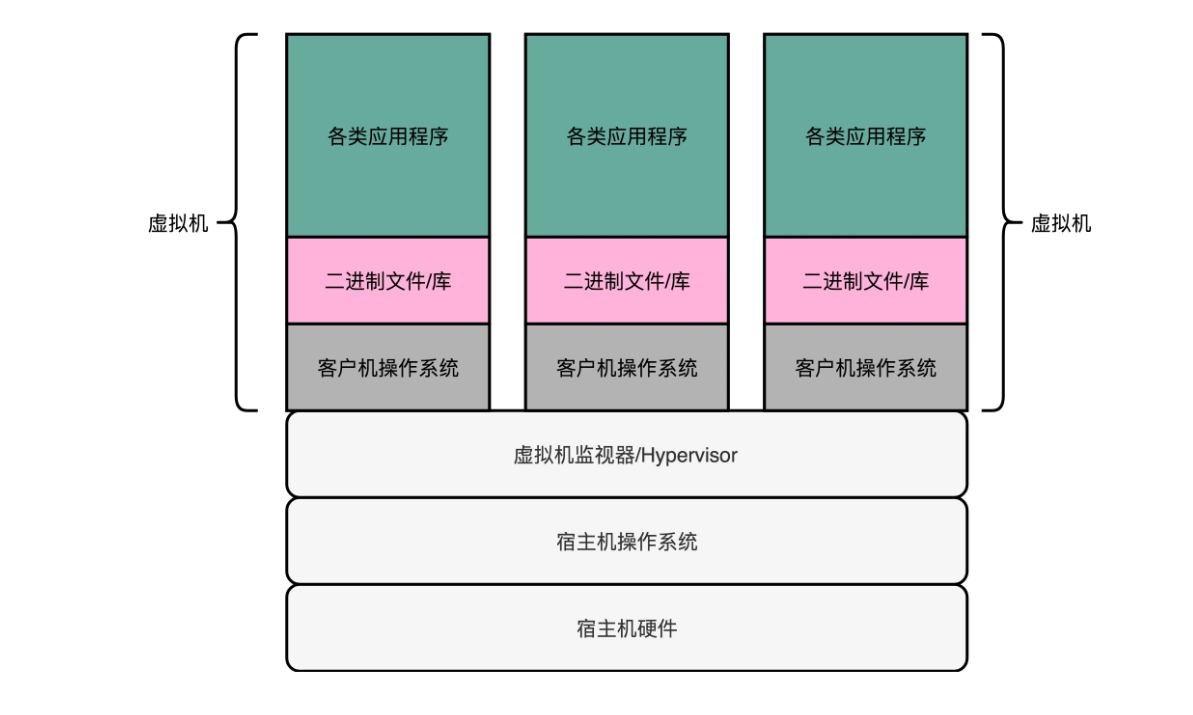 各类应用程序
各类应用程序
各类应用程序
虚拟机
虚拟机
二进制文件/库
二进制文件/库
二进制文件/库
客户机操作系统
客户机操作系统
客户机操作系统
虚拟机监视器/Hypervisor
宿主机操作系统
宿主机硬件